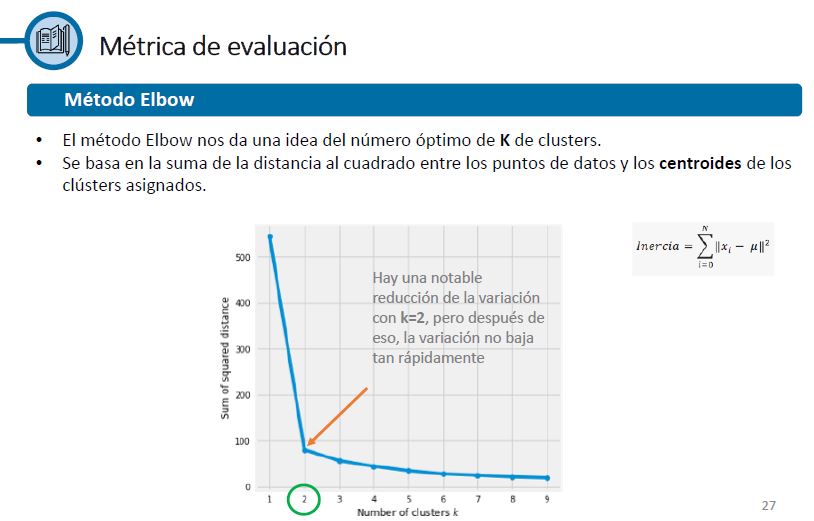 Métrica de evaluación
Método Elbow
• El método Elbow nos da una idea del número óptimo de K de clusters.
• Se basa en la suma de la distancia al cuadrado entre los puntos de datos y los centroides de los
clústers asignados.
Inercia = ∑_{i=0}^{N} ||x_i − μ||²
Hay una notable
reducción de la variación
con k=2, pero después de
eso, la variación no baja
tan rápidamente
Sum of squared distance
500
400
300
200
100
0
1 2 3 4 5 6 7 8 9
Number of clusters k
27